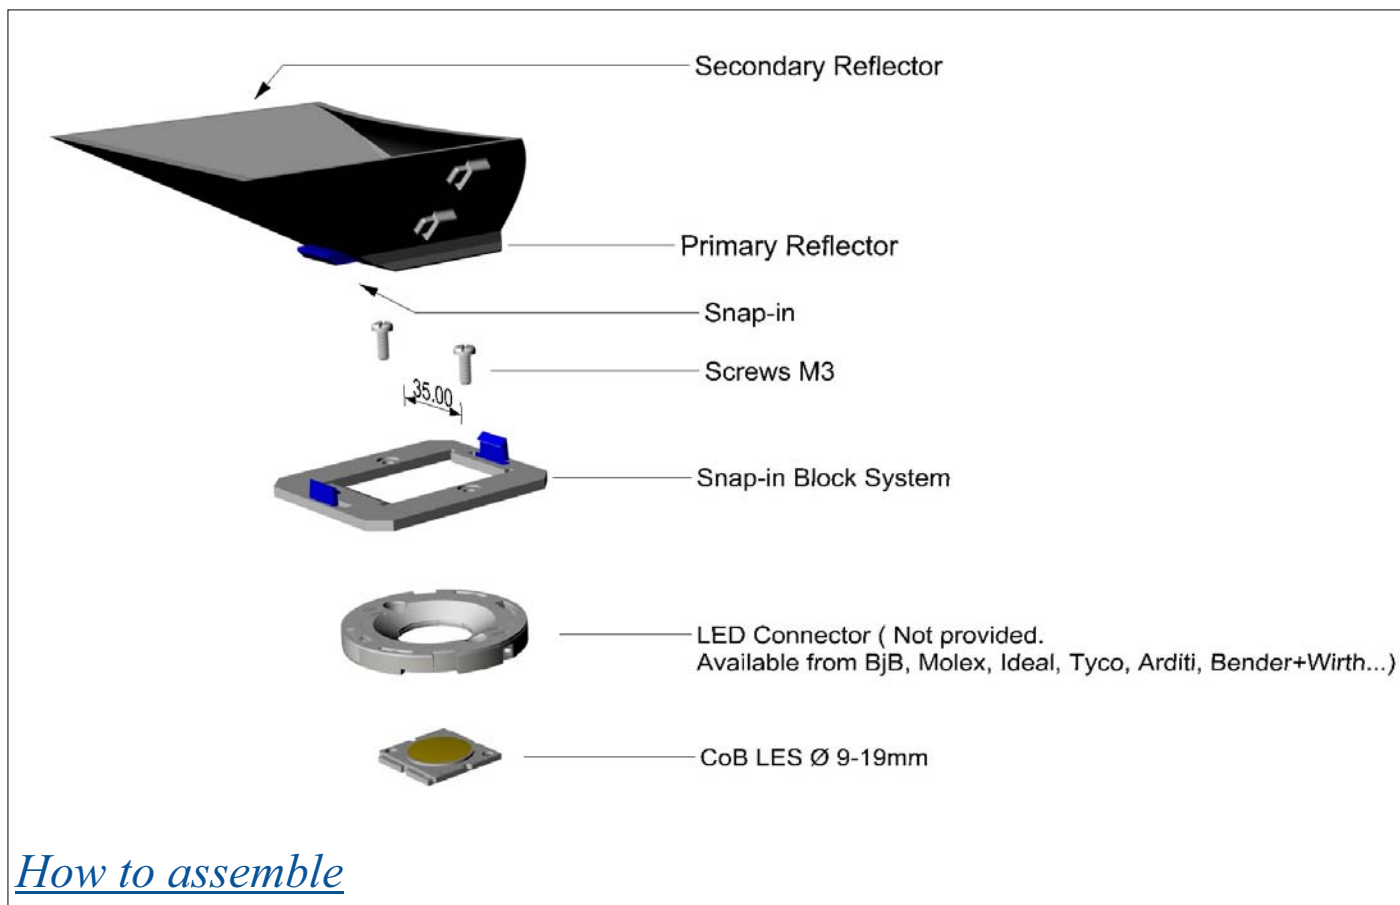 Secondary Reflector
Primary Reflector
Snap-in
Screws M3
35.00
Snap-in Block System
LED Connector ( Not provided.
Available from BjB, Molex, Ideal, Tyco, Arditi, Bender+Wirth...)
CoB LES Ø 9-19mm
How to assemble